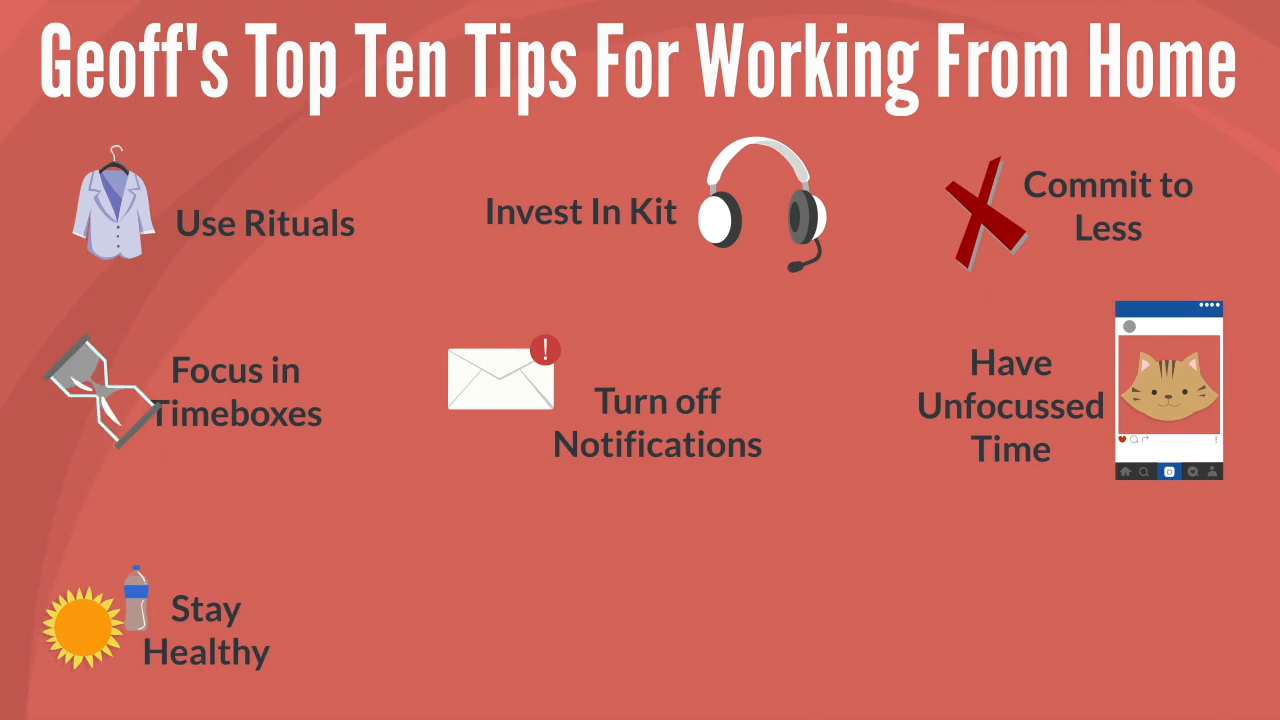 Geoff's Top Ten Tips For Working From Home
Use Rituals
Invest In Kit
Commit to
Less
Focus in
Timeboxes
!
Turn off
Notifications
Have
Unfocussed
Time
Stay
Healthy